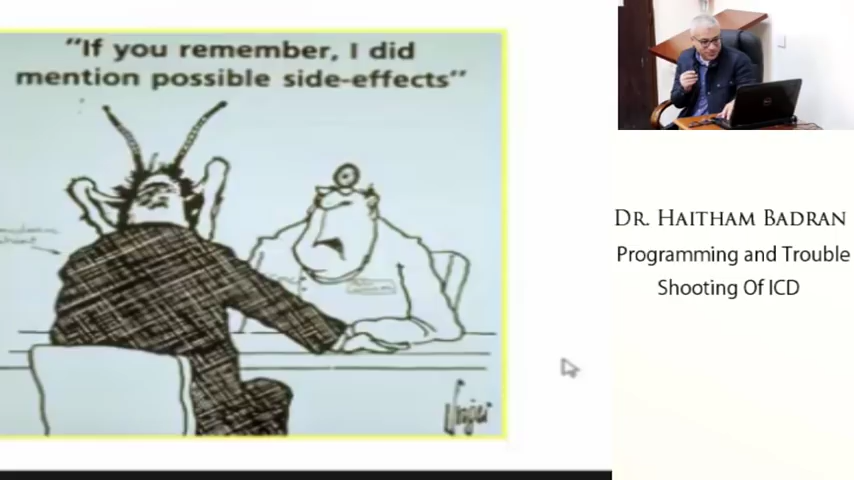 "If you remember, I did
mention possible side-effects"
DR. HAITHAM BADRAN
Programming and Trouble
Shooting Of ICD